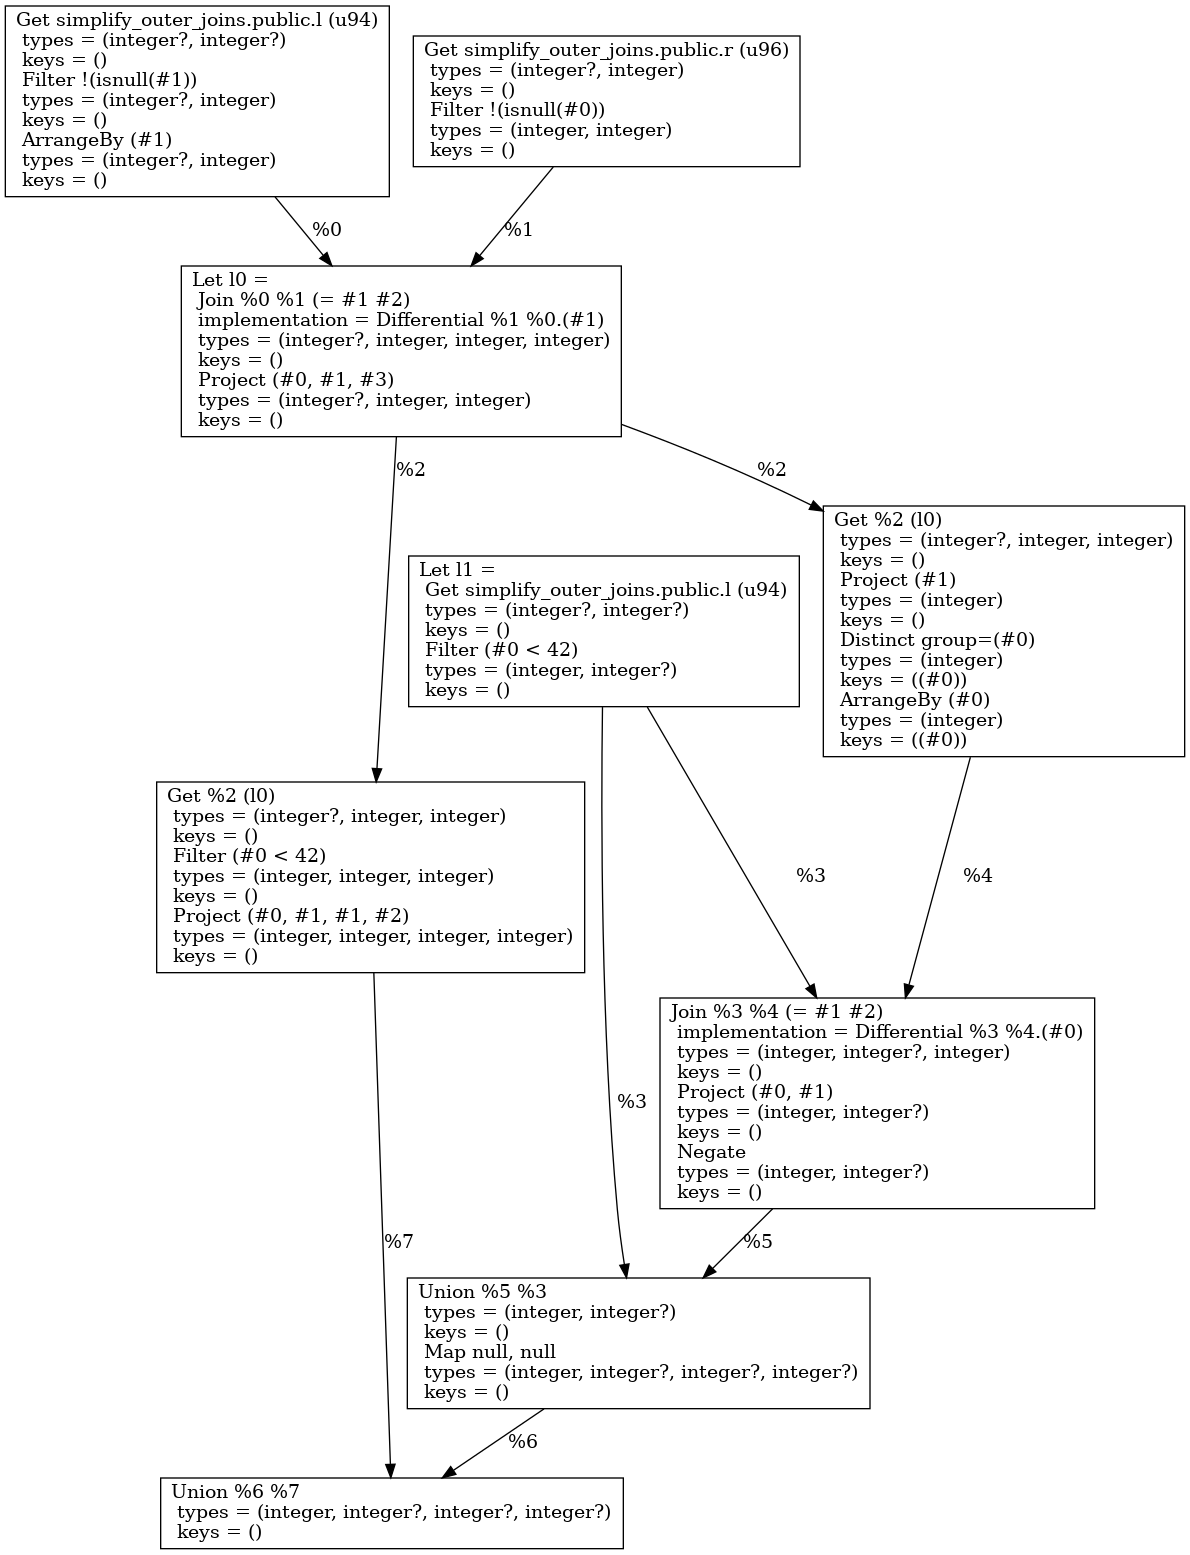 Get simplify_outer_joins.public.l (u94)
types = (integer?, integer?)
keys = ()
Filter !(isnull(#1))
types = (integer?, integer)
keys = ()
ArrangeBy (#1)
types = (integer?, integer)
keys = ()
Get simplify_outer_joins.public.r (u96)
types = (integer?, integer)
keys = ()
Filter !(isnull(#0))
types = (integer, integer)
keys = ()
%0
%1
Let l0 =
Join %0 %1 (= #1 #2)
implementation = Differential %1 %0.(#1)
types = (integer?, integer, integer, integer)
keys = ()
Project (#0, #1, #3)
types = (integer?, integer, integer)
keys = ()
%2
%2
Get %2 (l0)
types = (integer?, integer, integer)
keys = ()
Project (#1)
types = (integer)
keys = ()
Distinct group=(#0)
types = (integer)
keys = ((#0))
ArrangeBy (#0)
types = (integer)
keys = ((#0))
Let l1 =
Get simplify_outer_joins.public.l (u94)
types = (integer?, integer?)
keys = ()
Filter (#0 < 42)
types = (integer, integer?)
keys = ()
Get %2 (l0)
types = (integer?, integer, integer)
keys = ()
Filter (#0 < 42)
types = (integer, integer, integer)
keys = ()
Project (#0, #1, #1, #2)
types = (integer, integer, integer, integer)
keys = ()
%3
%4
Join %3 %4 (= #1 #2)
implementation = Differential %3 %4.(#0)
types = (integer, integer?, integer)
keys = ()
Project (#0, #1)
types = (integer, integer?)
keys = ()
Negate
types = (integer, integer?)
keys = ()
%3
%7
%5
Union %5 %3
types = (integer, integer?)
keys = ()
Map null, null
types = (integer, integer?, integer?, integer?)
keys = ()
%6
Union %6 %7
types = (integer, integer?, integer?, integer?)
keys = ()